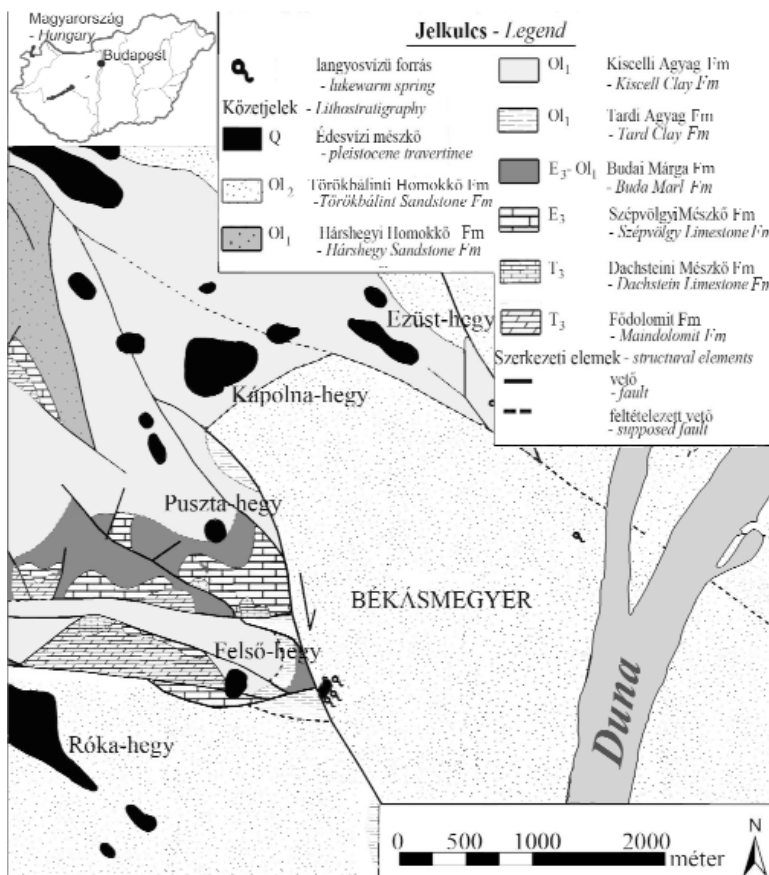 Magyarország
- Hungary
Budapest
Jelkulcs - Legend
langyosvizű forrás
- lukewarm spring
Kőzetjelek - Lithostratigraphy
Q Édesvízi mészkő
- pleistocene travertinee
Ol2 Törökbálinti Homokkő Fm
-Törökbálint Sandstone Fm
Ol1 Hárshegyi Homokkő Fm
- Hárshegy Sandstone Fm
Ol1 Kiscelli Agyag Fm
- Kiscell Clay Fm
Ol1 Tardi Agyag Fm
- Tard Clay Fm
E3- Ol1 Budai Márga Fm
- Buda Marl Fm
E3 SzépvölgyiMészkő Fm
- Szépvölgy Limestone Fm
T3 Dachsteini Mészkő Fm
- Dachstein Limestone Fm
T3 Fődolomit Fm
- Maindolomit Fm
Szerkezeti elemek - structural elements
vető
- fault
feltételezett vető
- supposed fault
Ezüst-hegy
Kápolna-hegy
Puszta-hegy
BÉKÁSMEGYER
Felső-hegy
Róka-hegy
Duna
0 500 1000 2000
méter
N